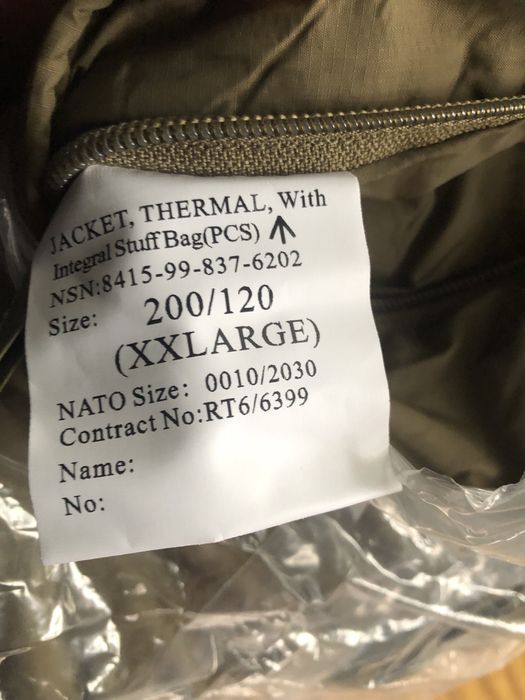 JACKET, THERMAL, With
Integral Stuff Bag(PCS) ↑
NSN:8415-99-837-6202
Size: 200/120
(XXLARGE)
NATO Size: 0010/2030
Contract No:RT6/6399
Name:
No: